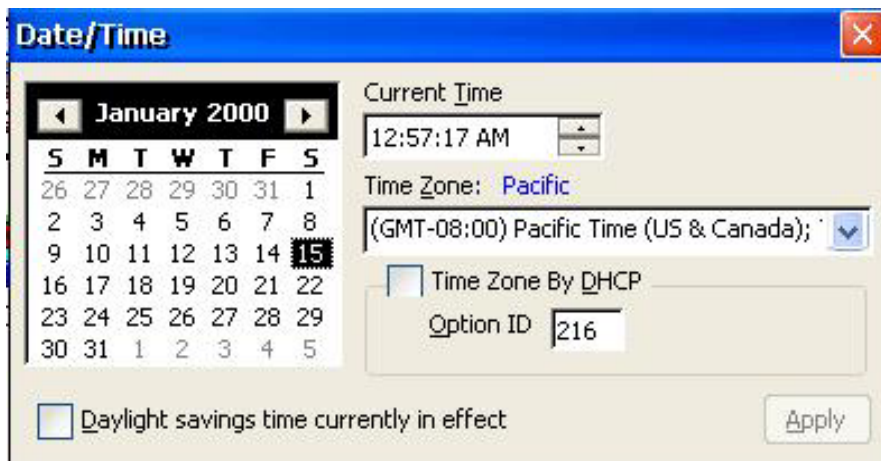 Date/Time
January 2000
S M T W T F S
26 27 28 29 30 31 1
2 3 4 5 6 7 8
9 10 11 12 13 14 15
16 17 18 19 20 21 22
23 24 25 26 27 28 29
30 31 1 2 3 4 5
Current Time
12:57:17 AM
Time Zone: Pacific
(GMT-08:00) Pacific Time (US & Canada);
Time Zone By DHCP
Option ID 216
Daylight savings time currently in effect
Apply